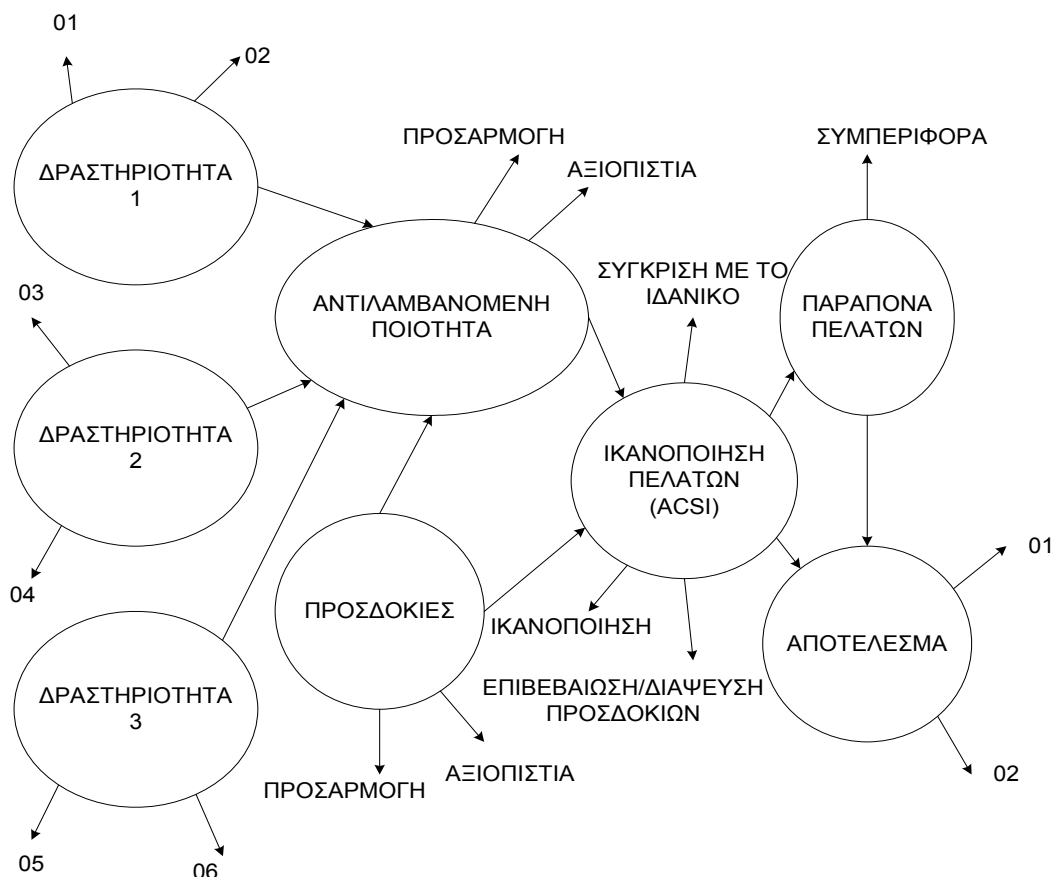 01
02
ΔΡΑΣΤΗΡΙΟΤΗΤΑ
1
ΠΡΟΣΑΡΜΟΓΗ
ΑΞΙΟΠΙΣΤΙΑ
ΣΥΜΠΕΡΙΦΟΡΑ
03
ΑΝΤΙΛΑΜΒΑΝΟΜΕΝΗ
ΠΟΙΟΤΗΤΑ
ΣΥΓΚΡΙΣΗ ΜΕ ΤΟ
ΙΔΑΝΙΚΟ
ΠΑΡΑΠΟΝΑ
ΠΕΛΑΤΩΝ
ΔΡΑΣΤΗΡΙΟΤΗΤΑ
2
ΙΚΑΝΟΠΟΙΗΣΗ
ΠΕΛΑΤΩΝ
(ACSI)
04
ΠΡΟΣΔΟΚΙΕΣ
ΙΚΑΝΟΠΟΙΗΣΗ
01
ΑΠΟΤΕΛΕΣΜΑ
ΔΡΑΣΤΗΡΙΟΤΗΤΑ
3
ΕΠΙΒΕΒΑΙΩΣΗ/ΔΙΑΨΕΥΣΗ
ΠΡΟΣΔΟΚΙΩΝ
ΠΡΟΣΑΡΜΟΓΗ
ΑΞΙΟΠΙΣΤΙΑ
02
05
06